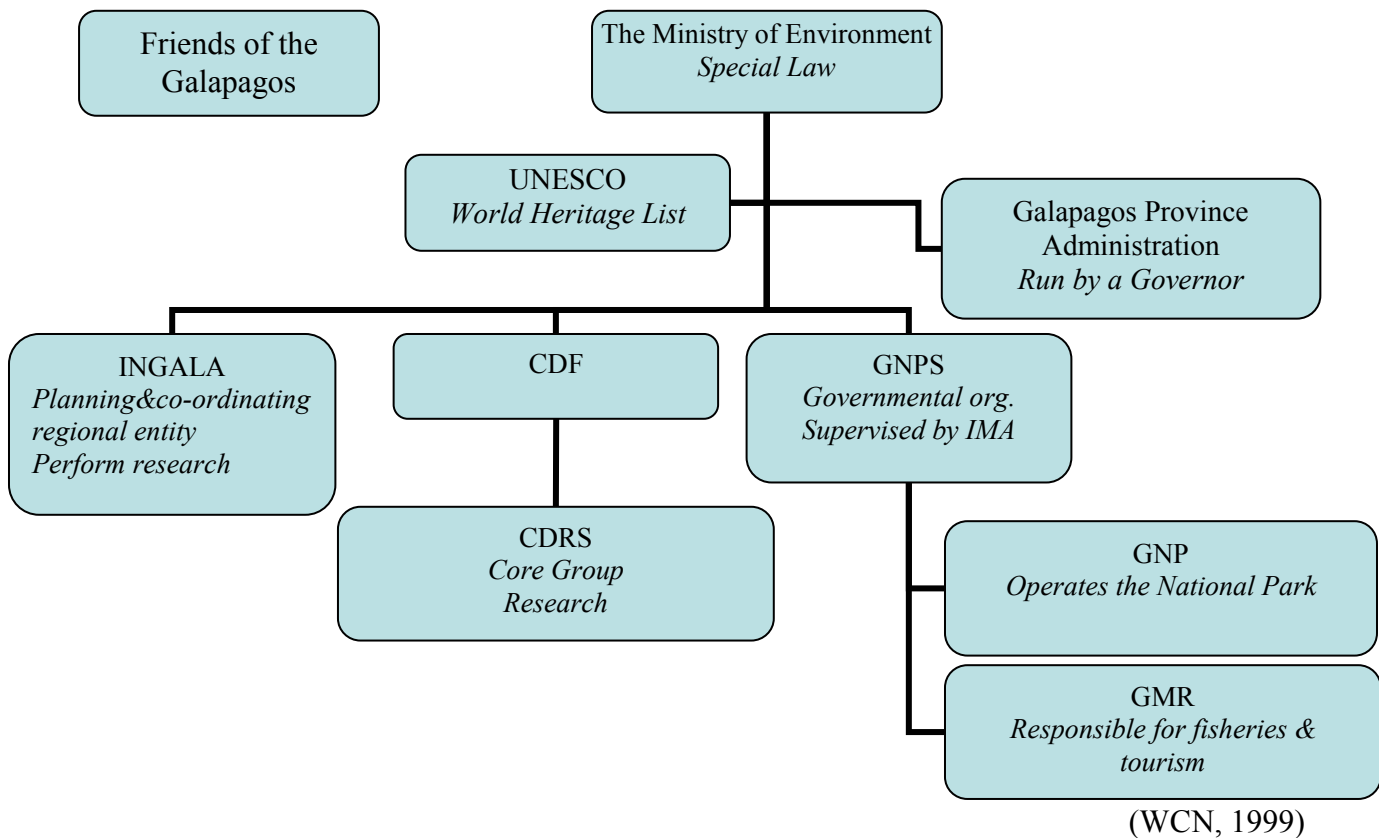 Friends of the
Galapagos
The Ministry of Environment
Special Law
UNESCO
World Heritage List
Galapagos Province
Administration
Run by a Governor
INGALA
Planning&co-ordinating
regional entity
Perform research
CDF
GNPS
Governmental org.
Supervised by IMA
CDRS
Core Group
Research
GNP
Operates the National Park
GMR
Responsible for fisheries &
tourism
(WCN, 1999)